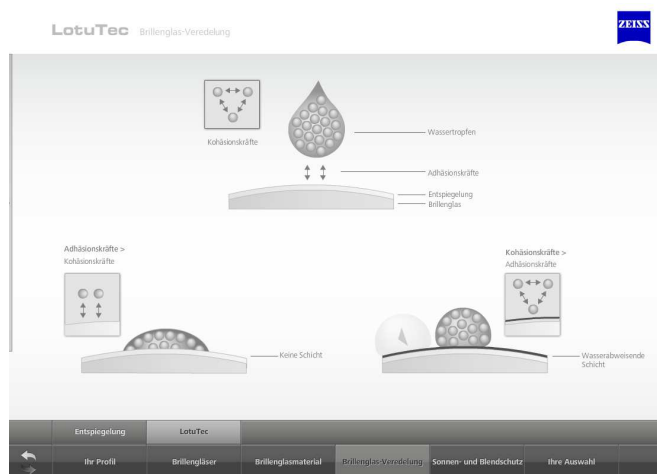 LotuTec Brillenglas-Veredelung
ZEISS
Kohäsionskräfte
Wassertropfen
Adhäsionskräfte
Entspiegelung
Brillenglas
Adhäsionskräfte >
Kohäsionskräfte
Kohäsionskräfte >
Adhäsionskräfte
Keine Schicht
Wasserabweisende
Schicht
Entspiegelung LotuTec
Ihr Profil Brillengläser Brillenglasmaterial Brillenglas-Veredelung Sonnen- und Blendschutz Ihre Auswahl